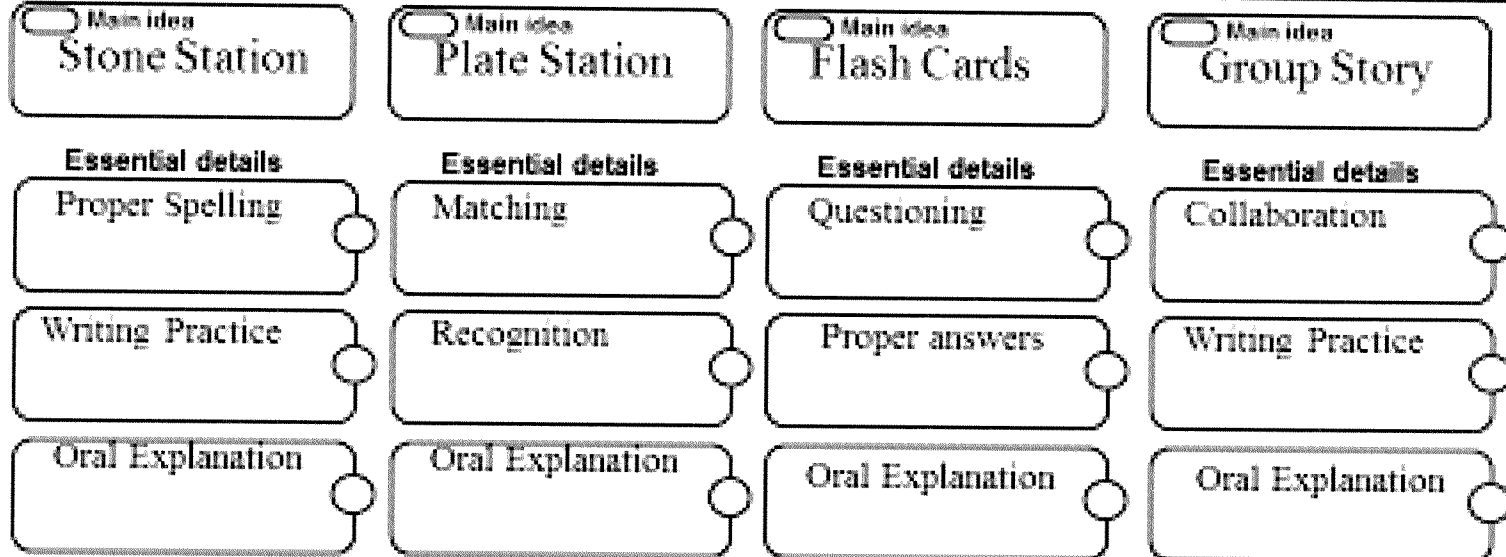 Main idea
Stone Station
Essential details
Proper Spelling
Writing Practice
Oral Explanation
Main idea
Plate Station
Essential details
Matching
Recognition
Oral Explanation
Main idea
Flash Cards
Essential details
Questioning
Proper answers
Oral Explanation
Main idea
Group Story
Essential details
Collaboration
Writing Practice
Oral Explanation